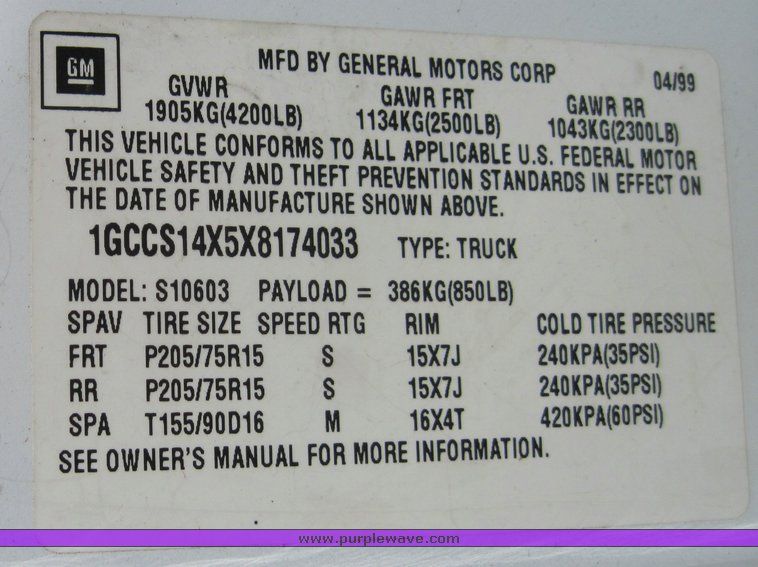 GM
MFD BY GENERAL MOTORS CORP 04/99
GVWR GAWR FRT GAWR RR
1905KG(4200LB) 1134KG(2500LB) 1043KG(2300LB)
THIS VEHICLE CONFORMS TO ALL APPLICABLE U.S. FEDERAL MOTOR
VEHICLE SAFETY AND THEFT PREVENTION STANDARDS IN EFFECT ON
THE DATE OF MANUFACTURE SHOWN ABOVE.
1GCCS14X5X8174033 TYPE: TRUCK
MODEL: S10603 PAYLOAD = 386KG(850LB)
SPAV TIRE SIZE SPEED RTG RIM COLD TIRE PRESSURE
FRT P205/75R15 S 15X7J 240KPA(35PSI)
RR P205/75R15 S 15X7J 240KPA(35PSI)
SPA T155/90D16 M 16X4T 420KPA(60PSI)
SEE OWNER'S MANUAL FOR MORE INFORMATION.
www.purplewave.com